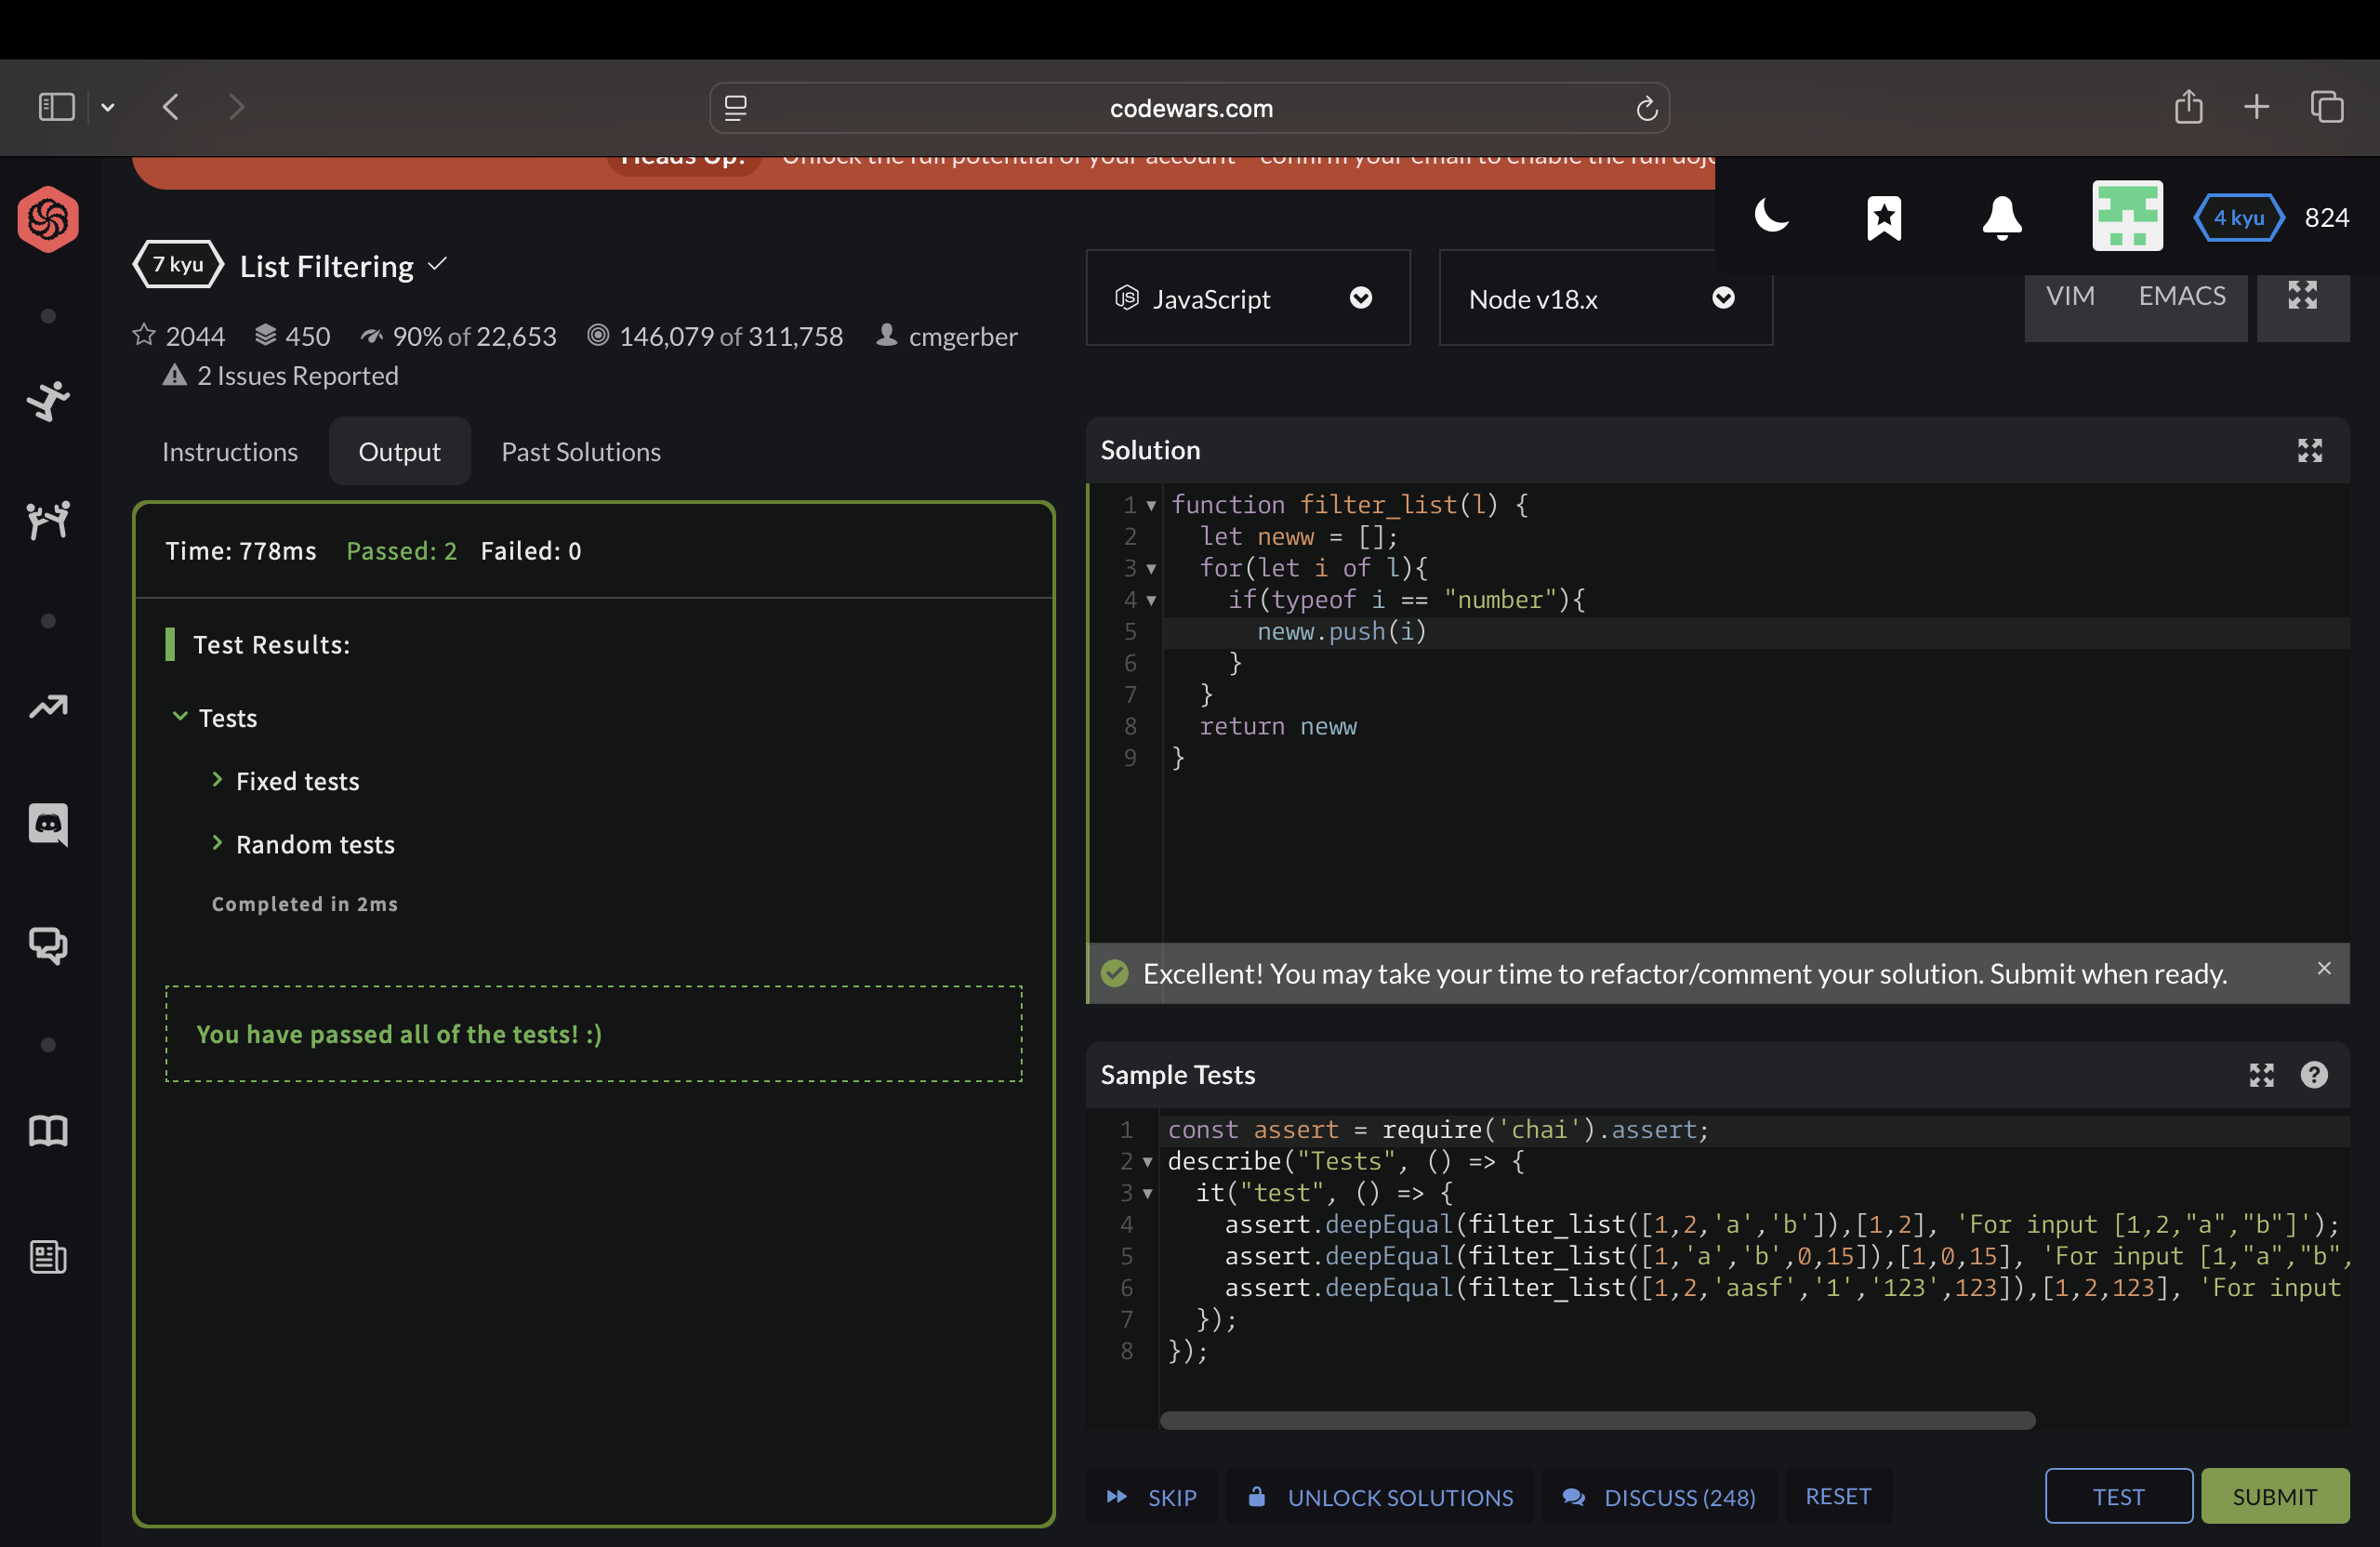 codewars.com
Heads Up! Unlock the full potential of your account - confirm your email to enable the full dojo
4 kyu 824
7 kyu List Filtering
JavaScript
Node v18.x
VIM EMACS
2044 450 90% of 22,653 146,079 of 311,758 cmgerber
2 Issues Reported
Instructions Output Past Solutions
Time: 778ms Passed: 2 Failed: 0
Test Results:
Tests
Fixed tests
Random tests
Completed in 2ms
You have passed all of the tests! :)
Solution
1 function filter_list(l) {
2 let neww = [];
3 for(let i of l){
4 if(typeof i == "number"){
5 neww.push(i)
6 }
7 }
8 return neww
9 }
Excellent! You may take your time to refactor/comment your solution. Submit when ready.
Sample Tests
1 const assert = require('chai').assert;
2 describe("Tests", () => {
3 it("test", () => {
4 assert.deepEqual(filter_list([1,2,'a','b']),[1,2], 'For input [1,2,"a","b"]');
5 assert.deepEqual(filter_list([1,'a','b',0,15]),[1,0,15], 'For input [1,"a","b",
6 assert.deepEqual(filter_list([1,2,'aasf','1','123',123]),[1,2,123], 'For input
7 });
8 });
SKIP UNLOCK SOLUTIONS DISCUSS (248) RESET TEST SUBMIT